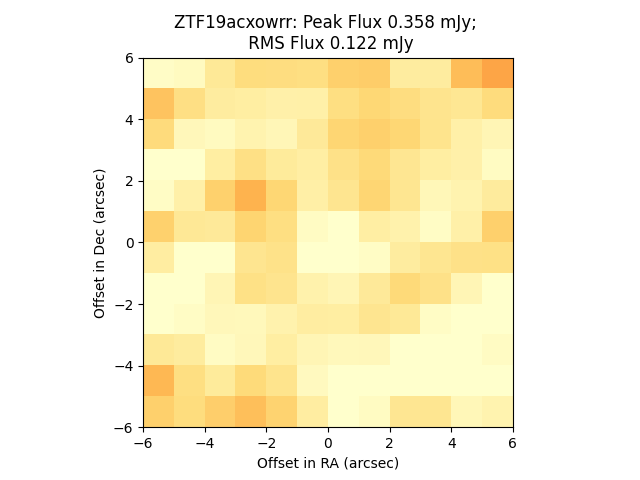 ZTF19acxowrr: Peak Flux 0.358 mJy;
RMS Flux 0.122 mJy
6
4
2
0
−2
−4
−6
Offset in Dec (arcsec)
−6 −4 −2 0 2 4 6
Offset in RA (arcsec)